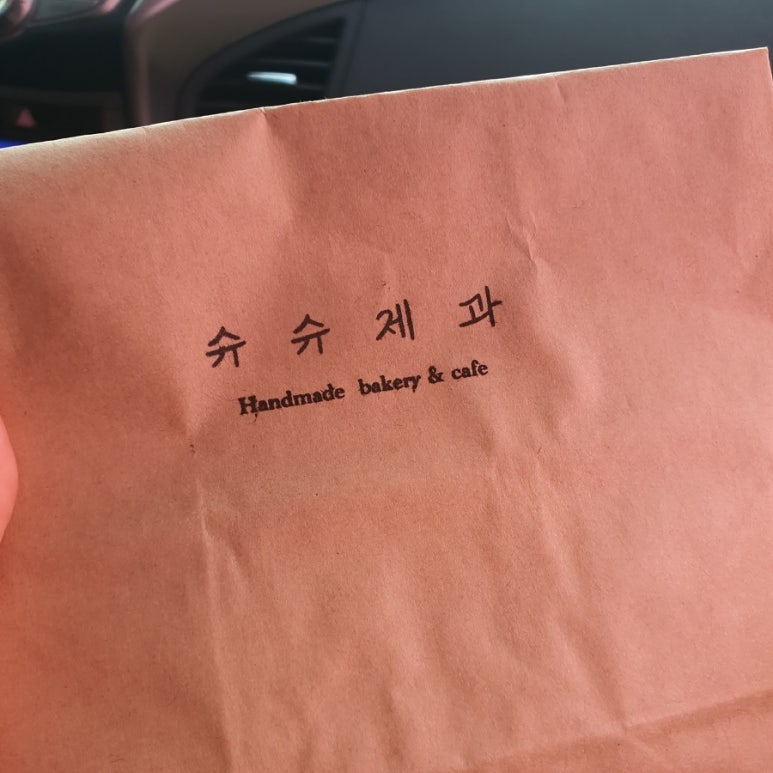 슈 슈 제 과
Handmade bakery & cafe